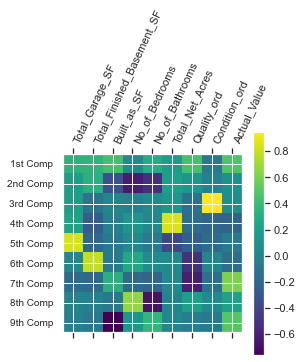 Total_Garage_SF
Total_Finished_Basement_SF
Built_as_SF
No_of_Bedrooms
No_of_Bathrooms
Total_Net_Acres
Quality_ord
Condition_ord
Actual_Value
1st Comp
2nd Comp
3rd Comp
4th Comp
5th Comp
6th Comp
7th Comp
8th Comp
9th Comp
0.8
0.6
0.4
0.2
0.0
−0.2
−0.4
−0.6